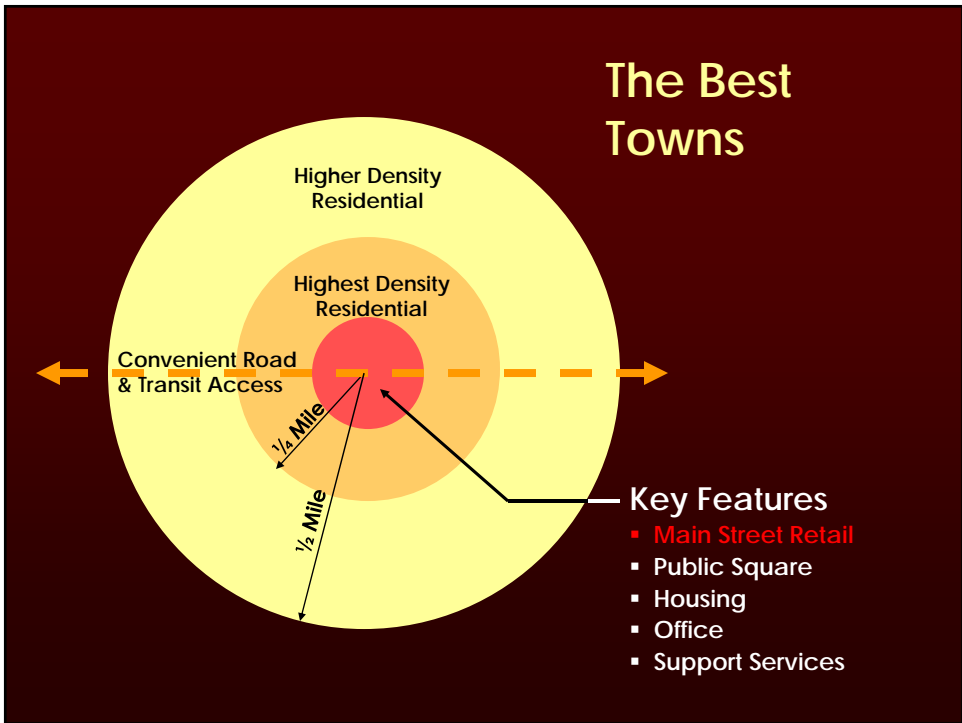 The Best
Towns
Higher Density
Residential
Highest Density
Residential
Convenient Road
& Transit Access
¼ Mile
½ Mile
Key Features
▪ Main Street Retail
▪ Public Square
▪ Housing
▪ Office
▪ Support Services